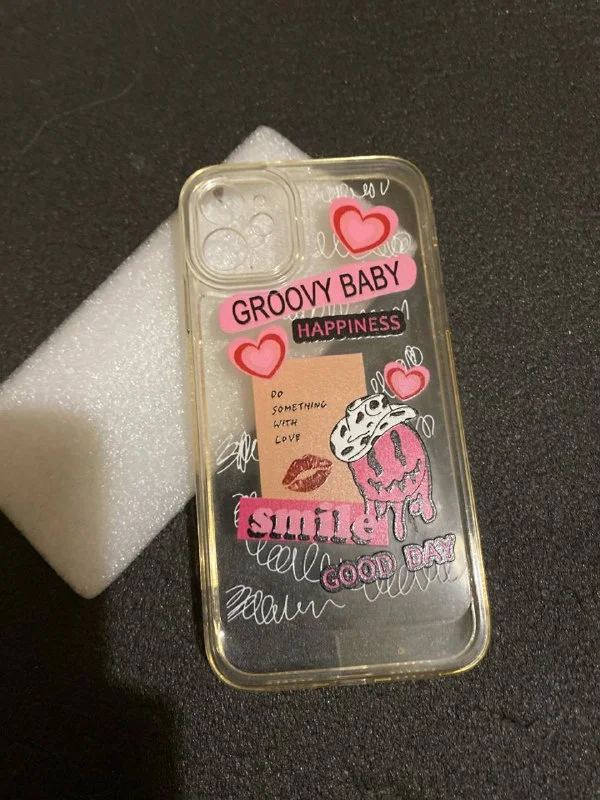 GROOVY BABY
HAPPINESS
DO
SOMETHING
WITH
LOVE
smile
GOOD DAY